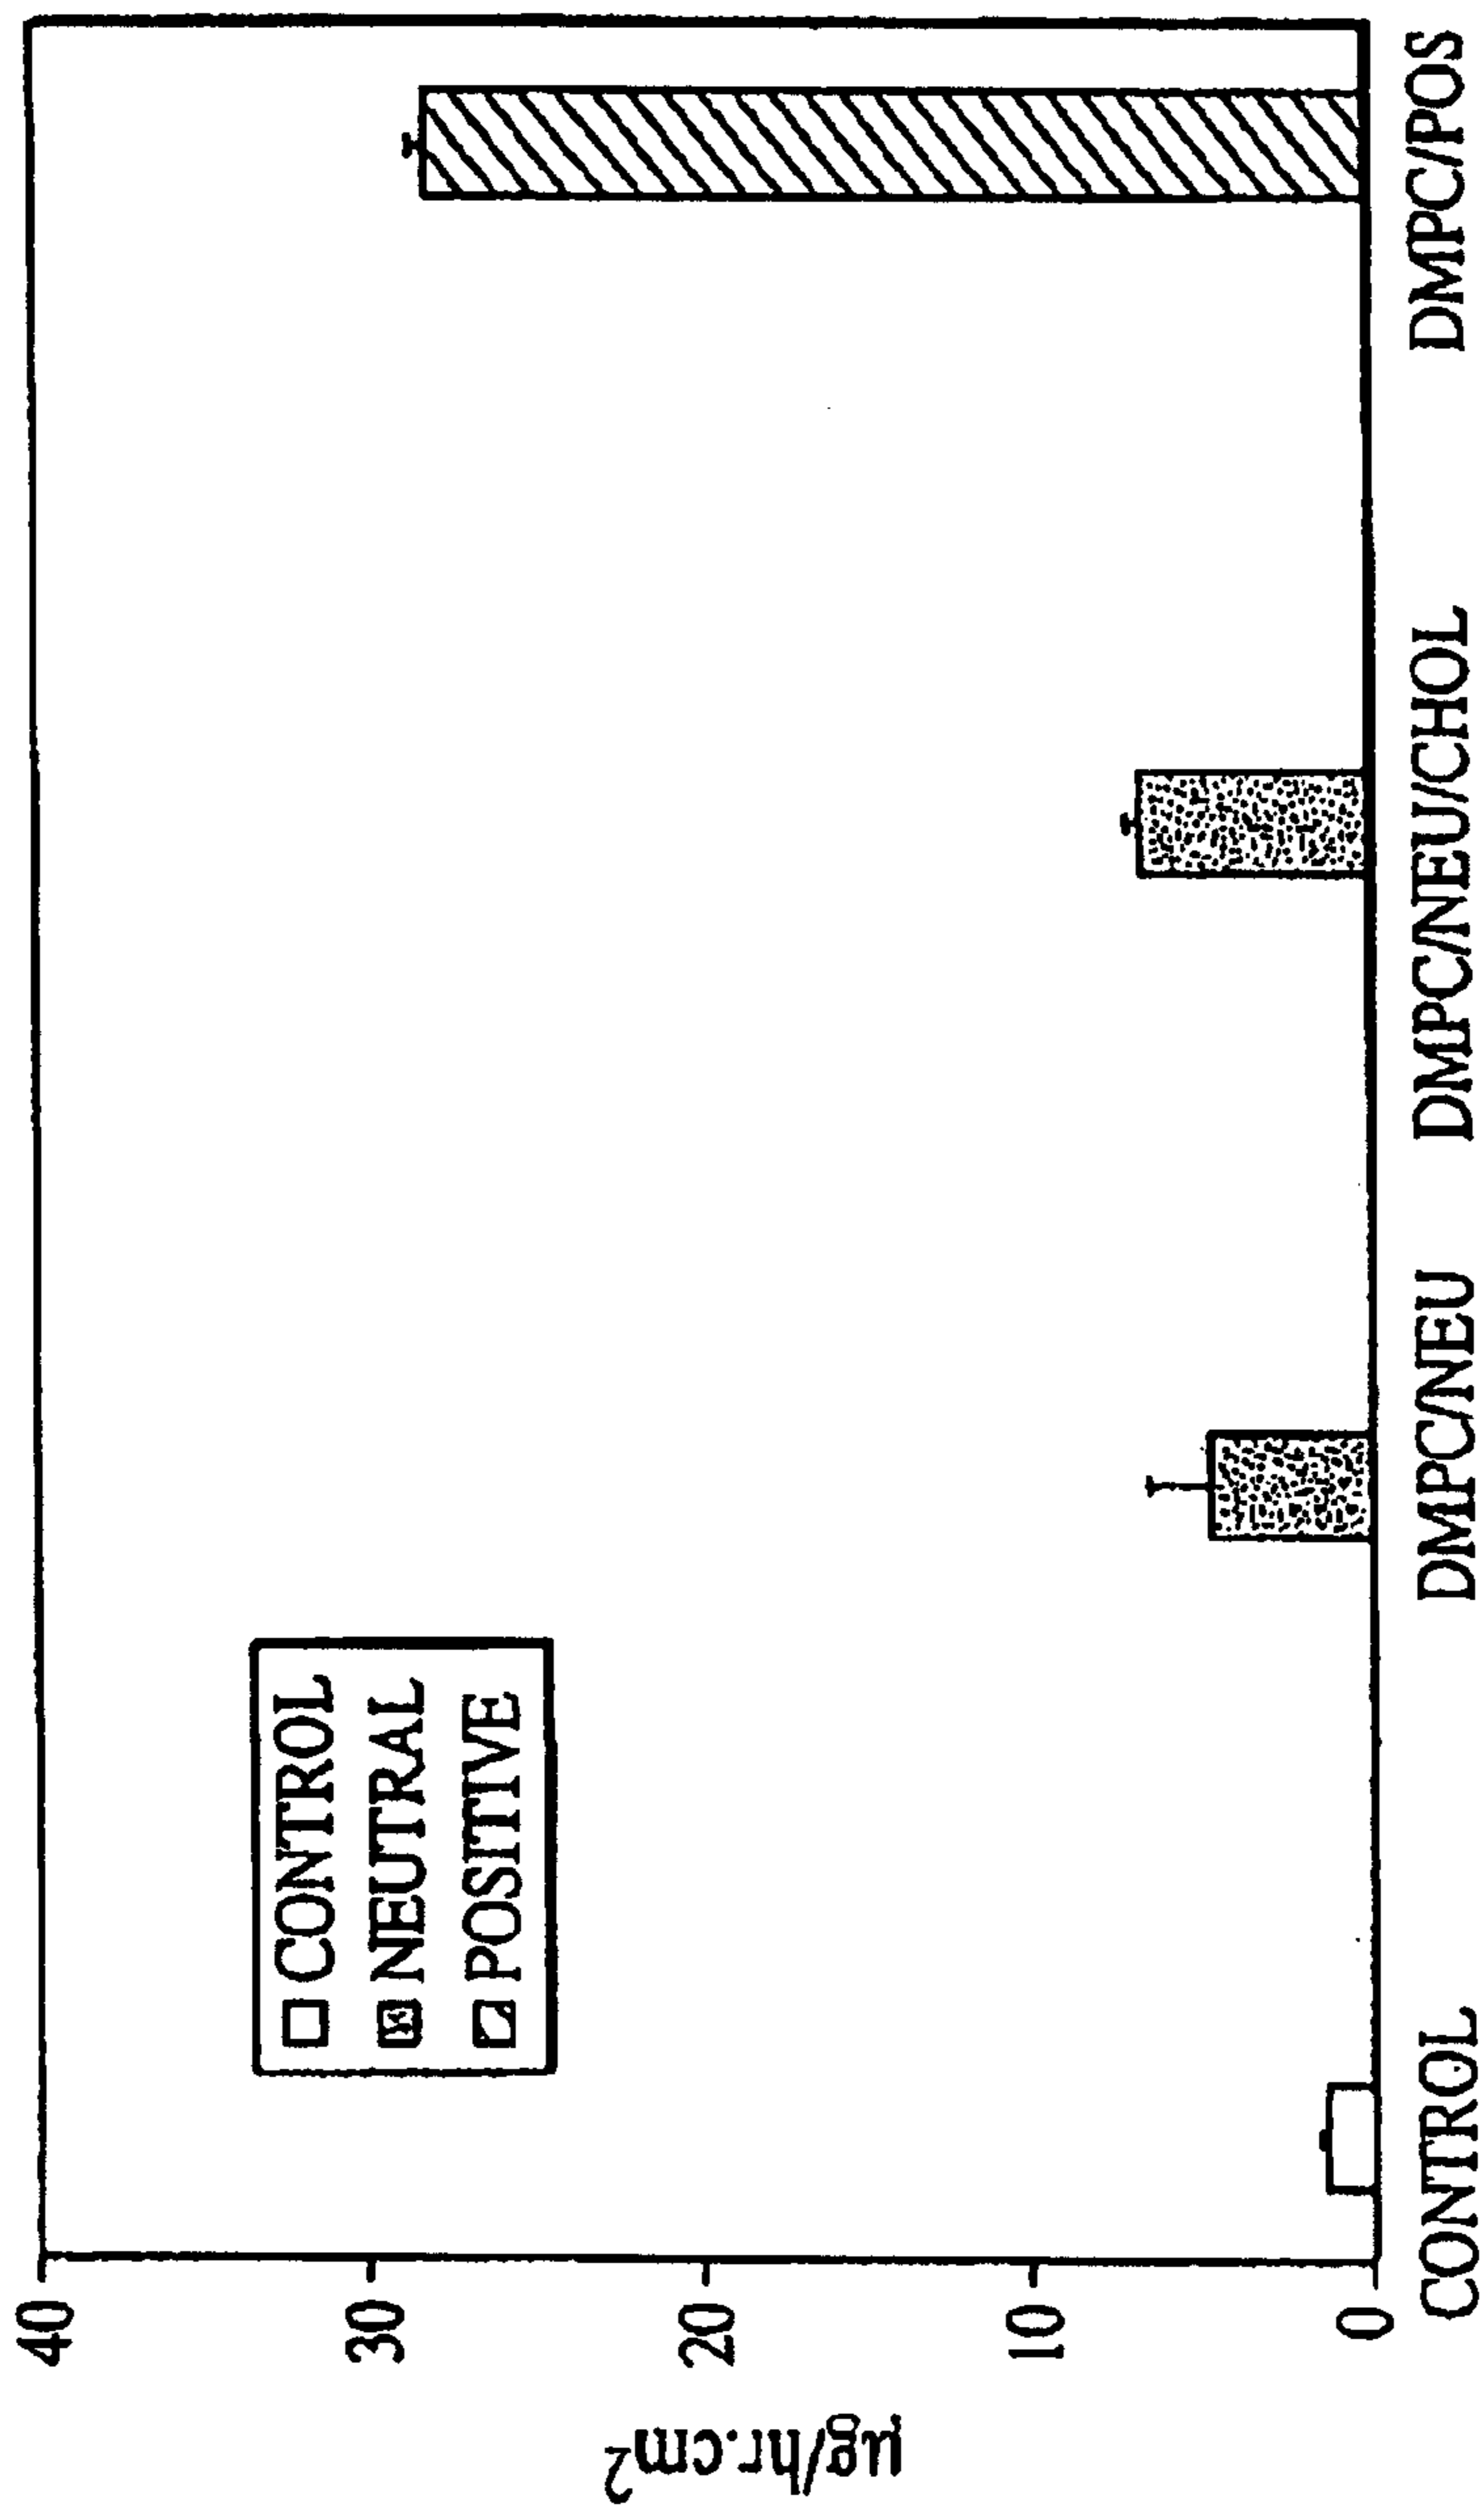 40
30
20
10
0
µg/hr.cm²
CONTROL
NEUTRAL
POSITIVE
CONTROL
DMPC/NEU
DMPC/NEU/CHOL
DMPC/POS